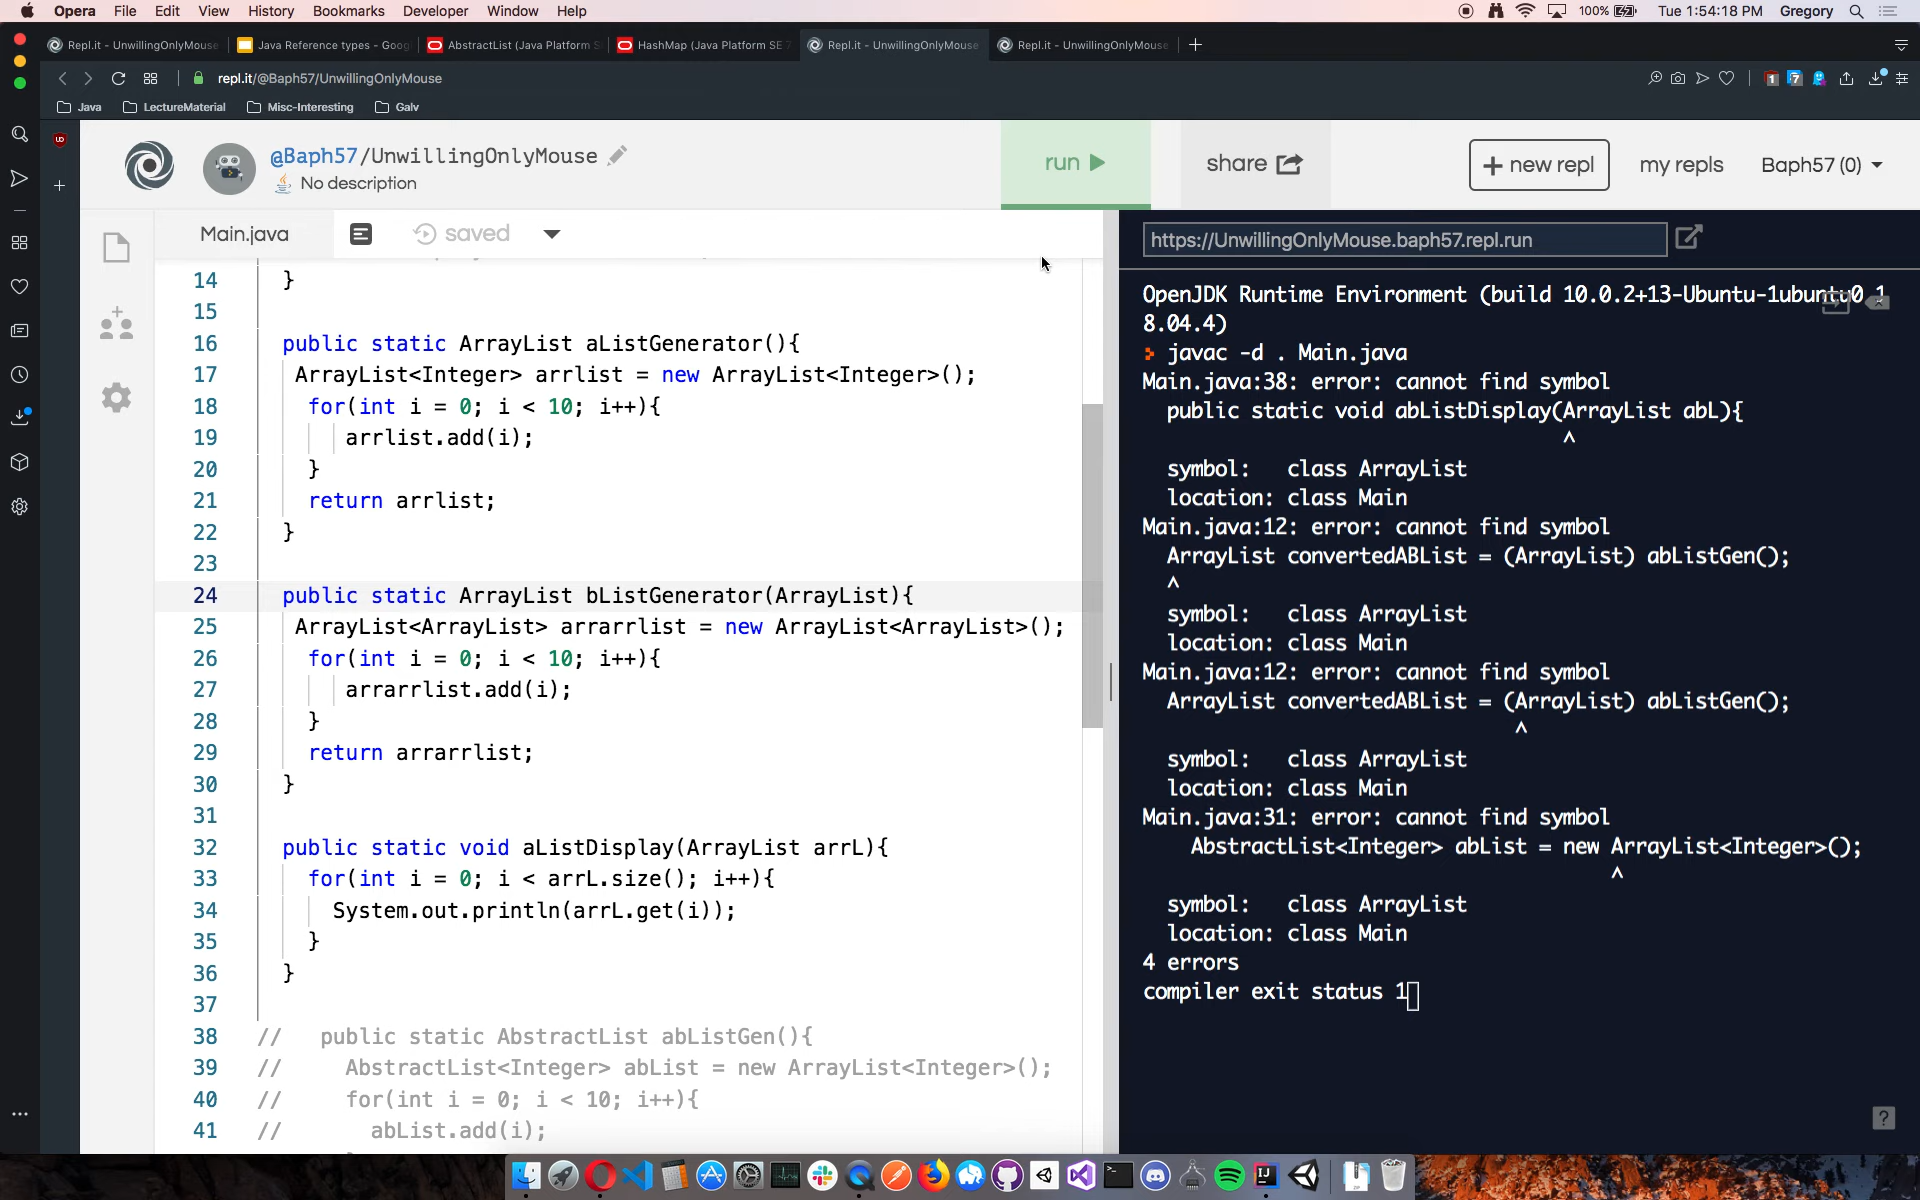 Opera File Edit View History Bookmarks Developer Window Help 100% Tue 1:54:18 PM Gregory
Repl.it - UnwillingOnlyMouse Java Reference types - Goo AbstractList (Java Platform S HashMap (Java Platform SE 7 Repl.it - UnwillingOnlyMouse Repl.it - UnwillingOnlyMouse
repl.it/@Baph57/UnwillingOnlyMouse 1 7
Java LectureMaterial Misc-Interesting Galv
@Baph57/UnwillingOnlyMouse
No description
run share + new repl my repls Baph57 (0)
Main.java saved
https://UnwillingOnlyMouse.baph57.repl.run
14 }
15
16 public static ArrayList aListGenerator(){
17 ArrayList<Integer> arrlist = new ArrayList<Integer>();
18 for(int i = 0; i < 10; i++){
19 arrlist.add(i);
20 }
21 return arrlist;
22 }
23
24 public static ArrayList bListGenerator(ArrayList){
25 ArrayList<ArrayList> arrarrlist = new ArrayList<ArrayList>();
26 for(int i = 0; i < 10; i++){
27 arrarrlist.add(i);
28 }
29 return arrarrlist;
30 }
31
32 public static void aListDisplay(ArrayList arrL){
33 for(int i = 0; i < arrL.size(); i++){
34 System.out.println(arrL.get(i));
35 }
36 }
37
38 // public static AbstractList abListGen(){
39 // AbstractList<Integer> abList = new ArrayList<Integer>();
40 // for(int i = 0; i < 10; i++){
41 // abList.add(i);
OpenJDK Runtime Environment (build 10.0.2+13-Ubuntu-1ubuntu0.1
8.04.4)
javac -d . Main.java
Main.java:38: error: cannot find symbol
public static void abListDisplay(ArrayList abL){
^
symbol: class ArrayList
location: class Main
Main.java:12: error: cannot find symbol
ArrayList convertedABList = (ArrayList) abListGen();
^
symbol: class ArrayList
location: class Main
Main.java:12: error: cannot find symbol
ArrayList convertedABList = (ArrayList) abListGen();
^
symbol: class ArrayList
location: class Main
Main.java:31: error: cannot find symbol
AbstractList<Integer> abList = new ArrayList<Integer>();
^
symbol: class ArrayList
location: class Main
4 errors
compiler exit status 1
?